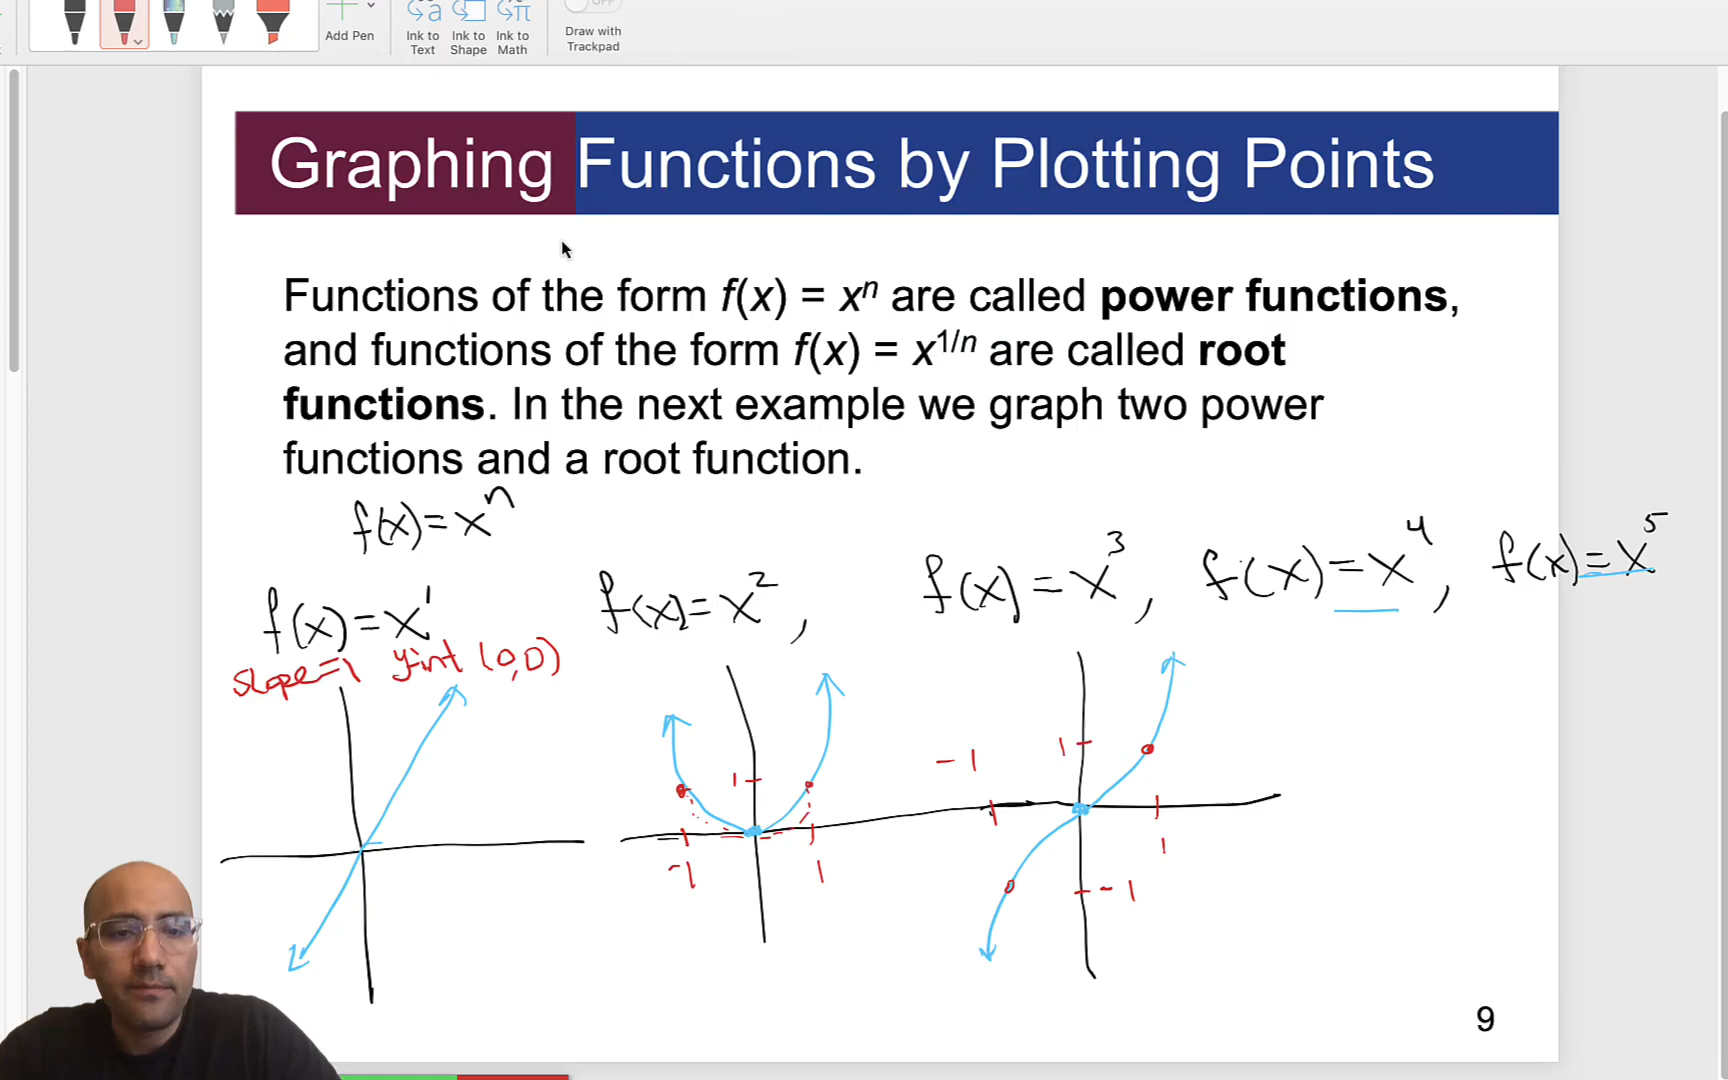 Add Pen
Ink to Text
Ink to Shape
Ink to Math
OFF
Draw with Trackpad
Graphing Functions by Plotting Points
Functions of the form f(x) = xⁿ are called power functions,
and functions of the form f(x) = x^1/n are called root
functions. In the next example we graph two power
functions and a root function.
f(x)=xⁿ
f(x)=x¹
f(x)=x²,
f(x)=x³,
f(x)=x⁴,
f(x)=x⁵
slope=1 yint (0,0)
1
-1
1
-1
1
1
-1
9